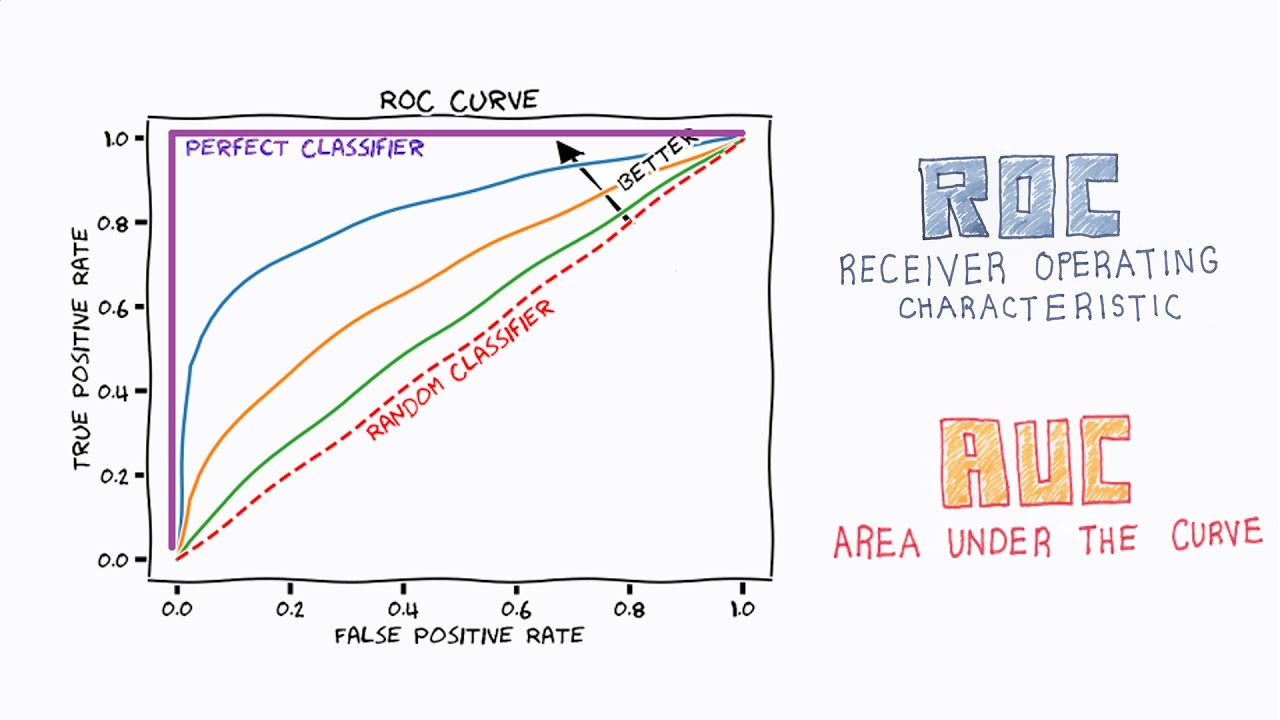 ROC CURVE
1.0
0.8
0.6
0.4
0.2
0.0
TRUE POSITIVE RATE
PERFECT CLASSIFIER
BETTER
RANDOM CLASSIFIER
0.0 0.2 0.4 0.6 0.8 1.0
FALSE POSITIVE RATE
ROC
RECEIVER OPERATING
CHARACTERISTIC
AUC
AREA UNDER THE CURVE